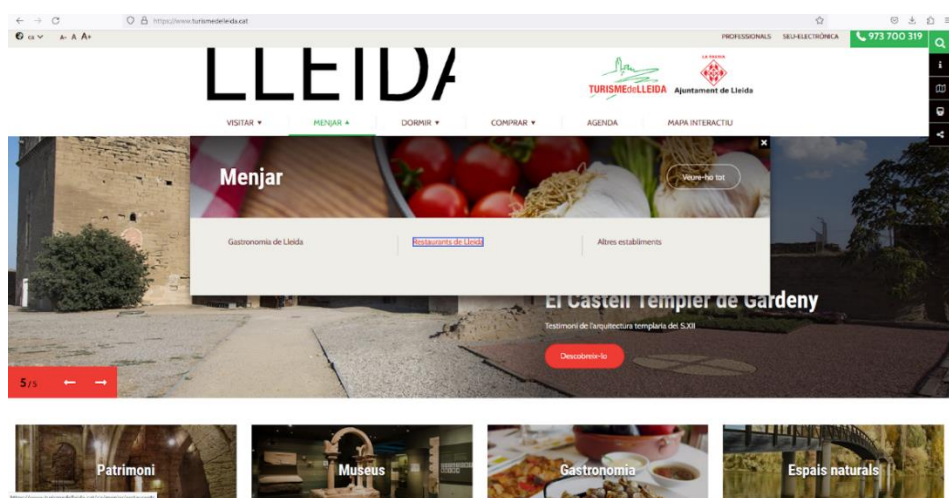 https://www.turismedelleida.cat
ca A- A A+
PROFESSIONALS SEU-ELECTRÒNICA 973 700 319
LLEIDA
TURISMEdeLLEIDA
LA PAERIA
Ajuntament de Lleida
VISITAR MENJAR DORMIR COMPRAR AGENDA MAPA INTERACTIU
Menjar
Veure-ho tot
Gastronomia de Lleida Restaurants de Lleida Altres establiments
El Castell Templer de Gardeny
Testimoni de l'arquitectura templària del S.XII
Descobreix-lo
5/5
Patrimoni Museus Gastronomia Espais naturals